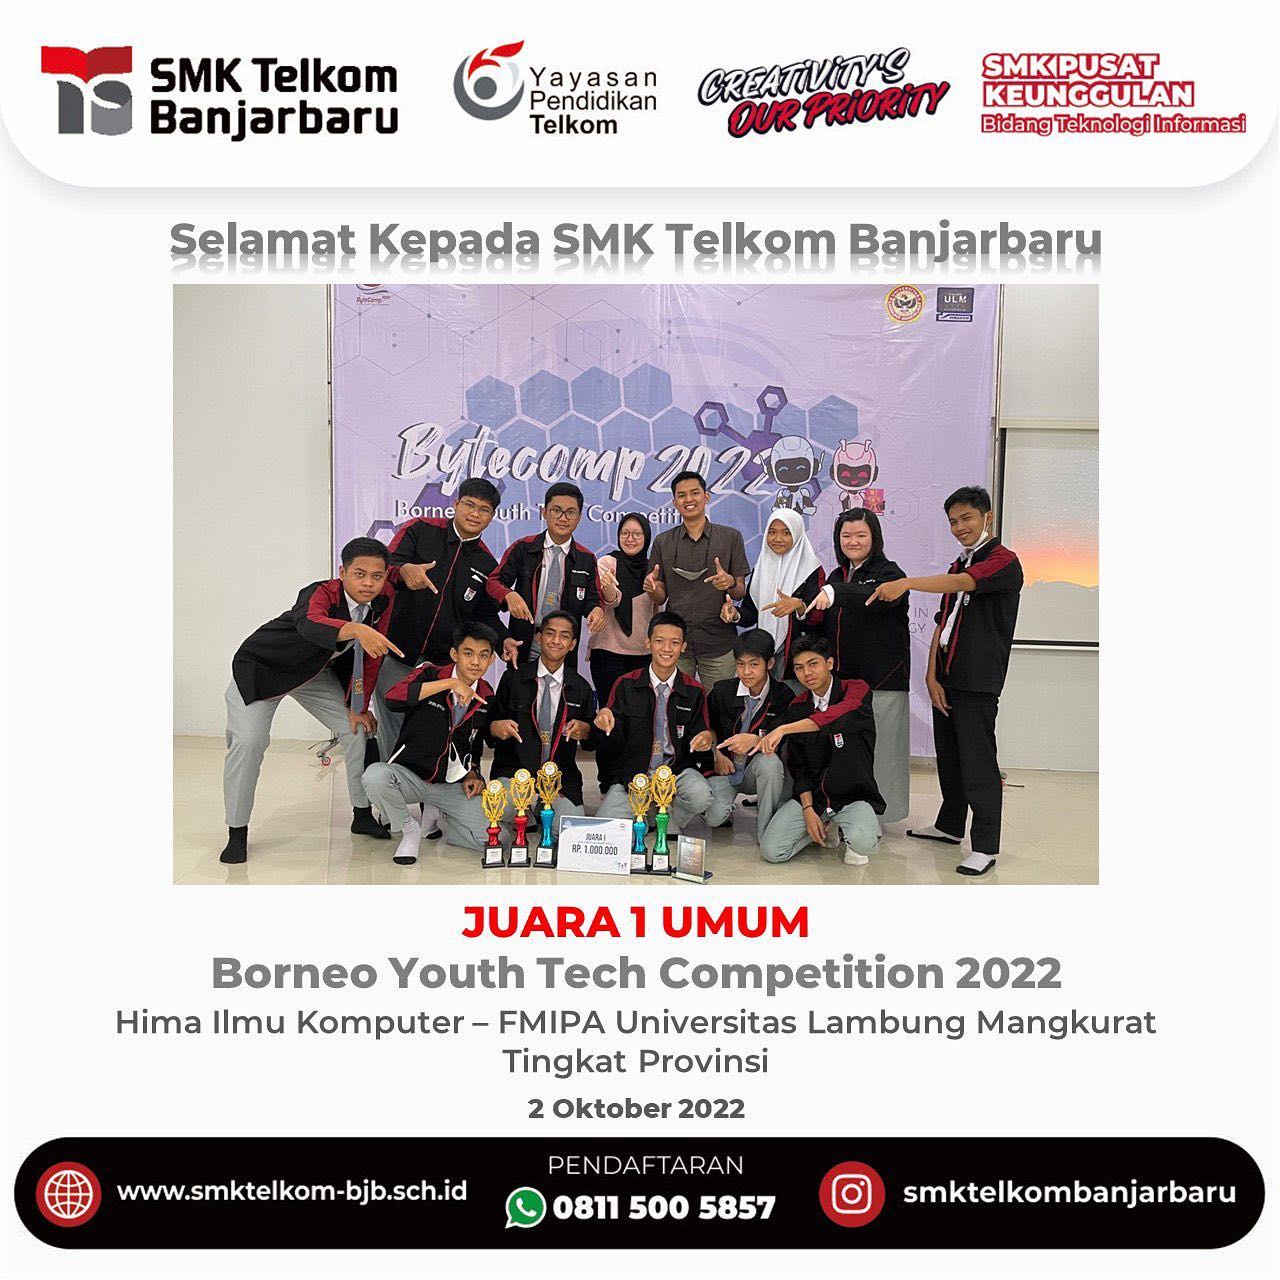 SMK Telkom
Banjarbaru
Yayasan
Pendidikan
Telkom
CREATIVITY'S
OUR PRIORITY
SMK PUSAT
KEUNGGULAN
Bidang Teknologi Informasi
Selamat Kepada SMK Telkom Banjarbaru
ByteComp
ULM
Bytecomp 2022
JUARA I
RP. 1.000.000
JUARA 1 UMUM
Borneo Youth Tech Competition 2022
Hima Ilmu Komputer – FMIPA Universitas Lambung Mangkurat
Tingkat Provinsi
2 Oktober 2022
www.smktelkom-bjb.sch.id
PENDAFTARAN
0811 500 5857
smktelkombanjarbaru